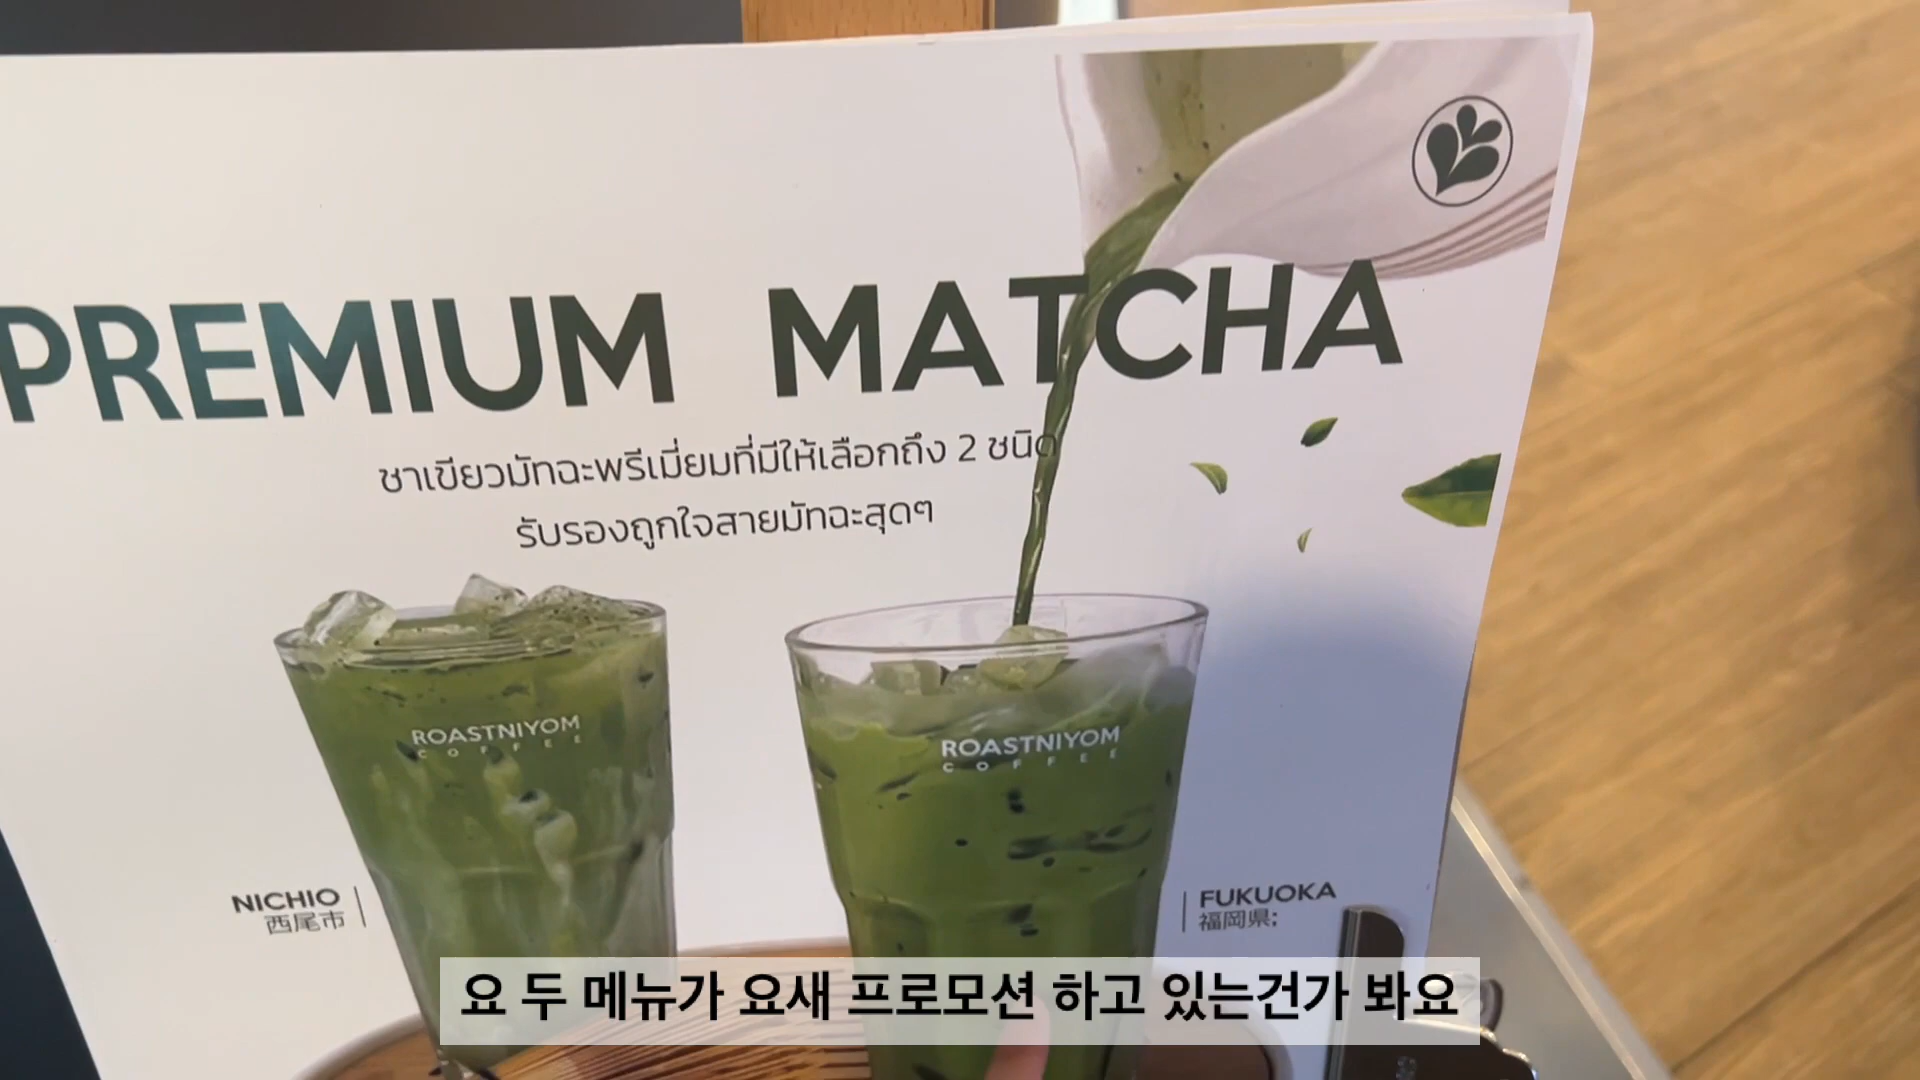 PREMIUM MATCHA
ชาเขียวมัทฉะพรีเมี่ยมที่มีให้เลือกถึง 2 ชนิด
รับรองถูกใจสายมัทฉะสุดๆ
ROASTNIYOM
COFFEE
ROASTNIYOM
COFFEE
NICHIO
西尾市
FUKUOKA
福岡県:
요 두 메뉴가 요새 프로모션 하고 있는건가 봐요